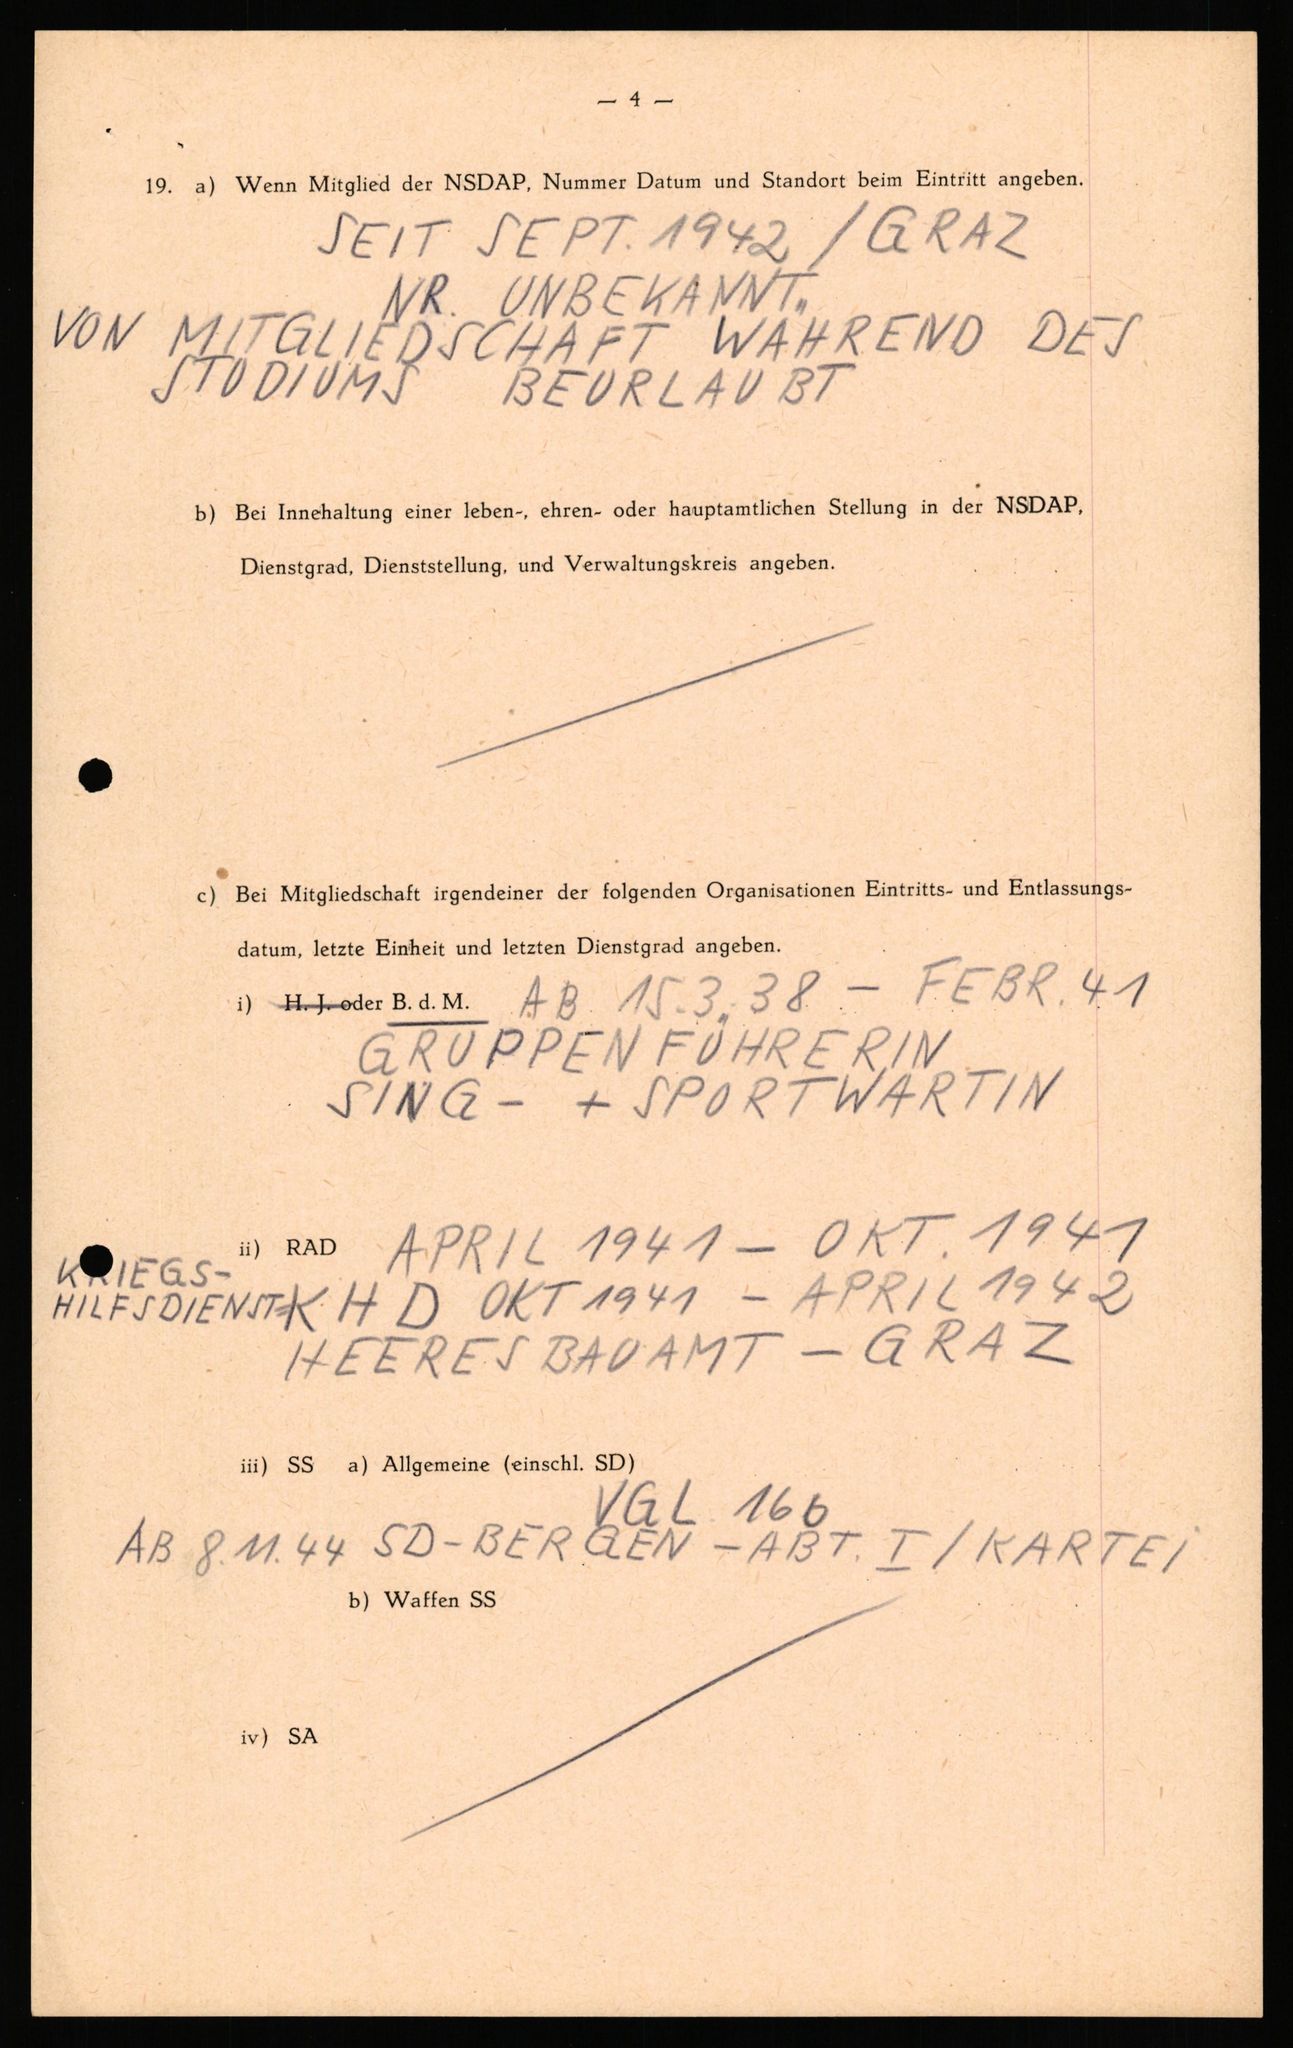 — 4 —
19. a) Wenn Mitglied der NSDAP, Nummer Datum und Standort beim Eintritt angeben.
SEIT SEPT. 1942 / GRAZ
NR. UNBEKANNT„
VON MITGLIEDSCHAFT WÄHREND DES
STUDIUMS BEURLAUBT
b) Bei Innehaltung einer leben-, ehren- oder hauptamtlichen Stellung in der NSDAP,
Dienstgrad, Dienststellung, und Verwaltungskreis angeben.
c) Bei Mitgliedschaft irgendeiner der folgenden Organisationen Eintritts- und Entlassungs-
datum, letzte Einheit und letzten Dienstgrad angeben.
i) H. J. oder B. d. M. AB 15.3.38 – FEBR. 41
GRUPPENFÜHRERIN
SING- + SPORTWARTIN
ii) RAD APRIL 1941 – OKT. 1941
KRIEGS-
HILFSDIENST= KHD OKT 1941 – APRIL 1942
HEERESBAUAMT – GRAZ
iii) SS a) Allgemeine (einschl. SD)
VGL 16b
AB 8.11.44 SD-BERGEN – ABT. I / KARTEI
b) Waffen SS
iv) SA